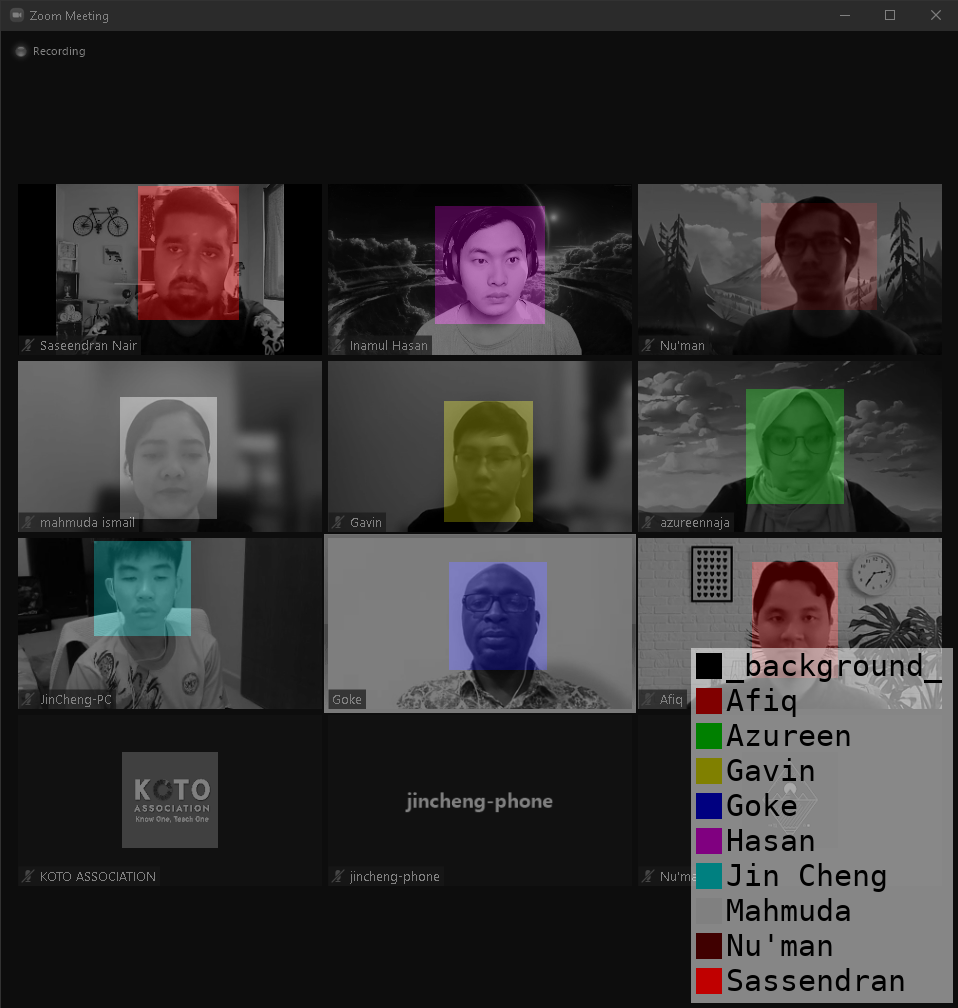 Zoom Meeting
Recording
Saseendran Nair
Inamul Hasan
Nu'man
mahmuda ismail
Gavin
azureennaja
JinCheng-PC
Goke
Afiq
KOTO
ASSOCIATION
Know One, Teach One
jincheng-phone
KOTO ASSOCIATION
jincheng-phone
_background_
Afiq
Azureen
Gavin
Goke
Hasan
Jin Cheng
Mahmuda
Nu'man
Sassendran